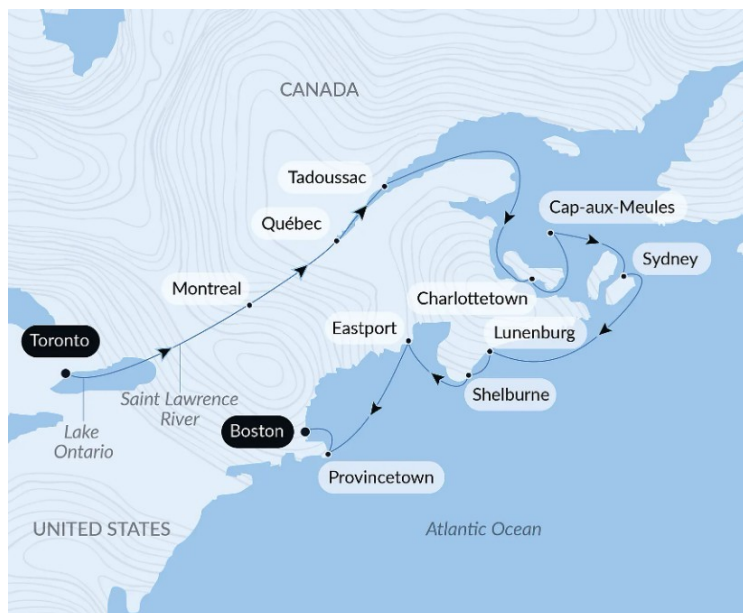 CANADA
Tadoussac
Cap-aux-Meules
Québec
Sydney
Montreal
Charlottetown
Eastport
Lunenburg
Toronto
Shelburne
Saint Lawrence
River
Lake
Ontario
Boston
Provincetown
UNITED STATES
Atlantic Ocean